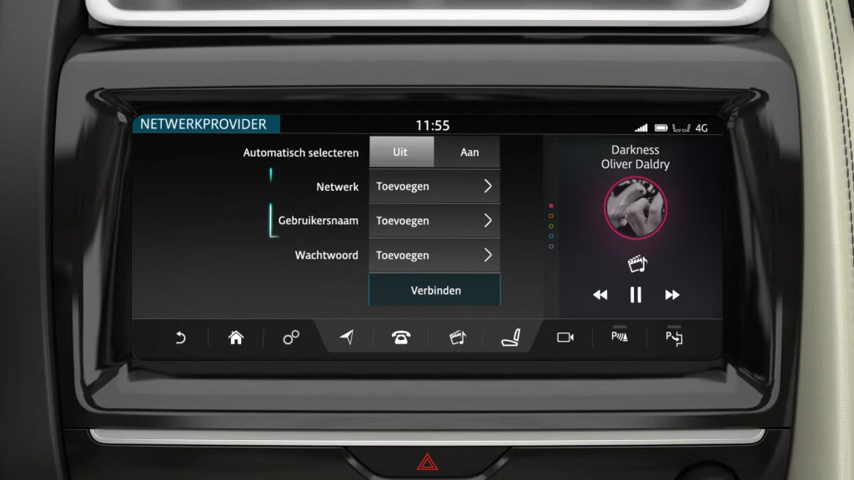 NETWERKPROVIDER
11:55
4G
Automatisch selecteren
Uit
Aan
Netwerk
Toevoegen
Gebruikersnaam
Toevoegen
Wachtwoord
Toevoegen
Verbinden
Darkness
Oliver Daldry
P
P